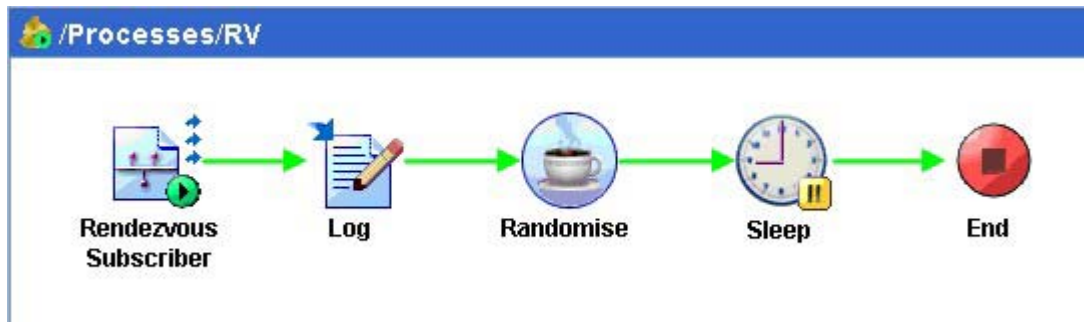 /Processes/RV
Rendezvous
Subscriber
Log
Randomise
Sleep
End